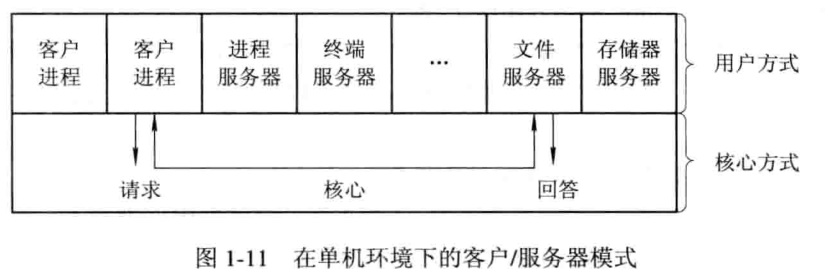 客户
进程
客户
进程
进程
服务器
终端
服务器
…
文件
服务器
存储器
服务器
用户方式
请求
核心
回答
核心方式
图 1-11 在单机环境下的客户/服务器模式